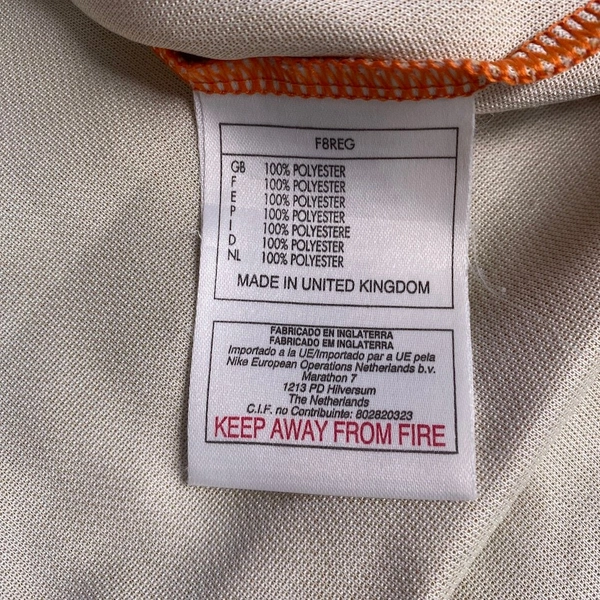 F8REG
GB 100% POLYESTER
F 100% POLYESTER
E 100% POLYESTER
P 100% POLYESTER
I 100% POLYESTERE
D 100% POLYESTER
NL 100% POLYESTER
MADE IN UNITED KINGDOM
FABRICADO EN INGLATERRA
FABRICADO EM INGLATERRA
Importado a la UE/Importado par a UE pela
Nike European Operations Netherlands b.v.
Marathon 7
1213 PD Hilversum
The Netherlands
C.I.F. no Contribuinte: 802820323
KEEP AWAY FROM FIRE